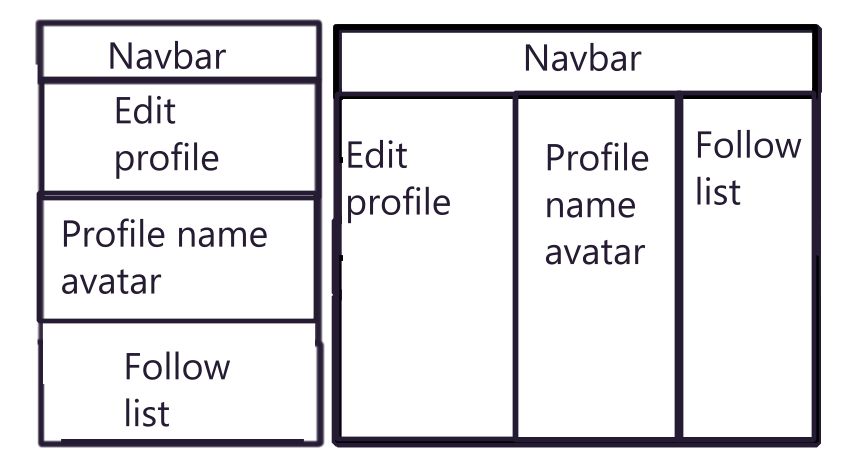 Navbar
Edit
profile
Profile name
avatar
Follow
list
Navbar
Edit
profile
Profile
name
avatar
Follow
list